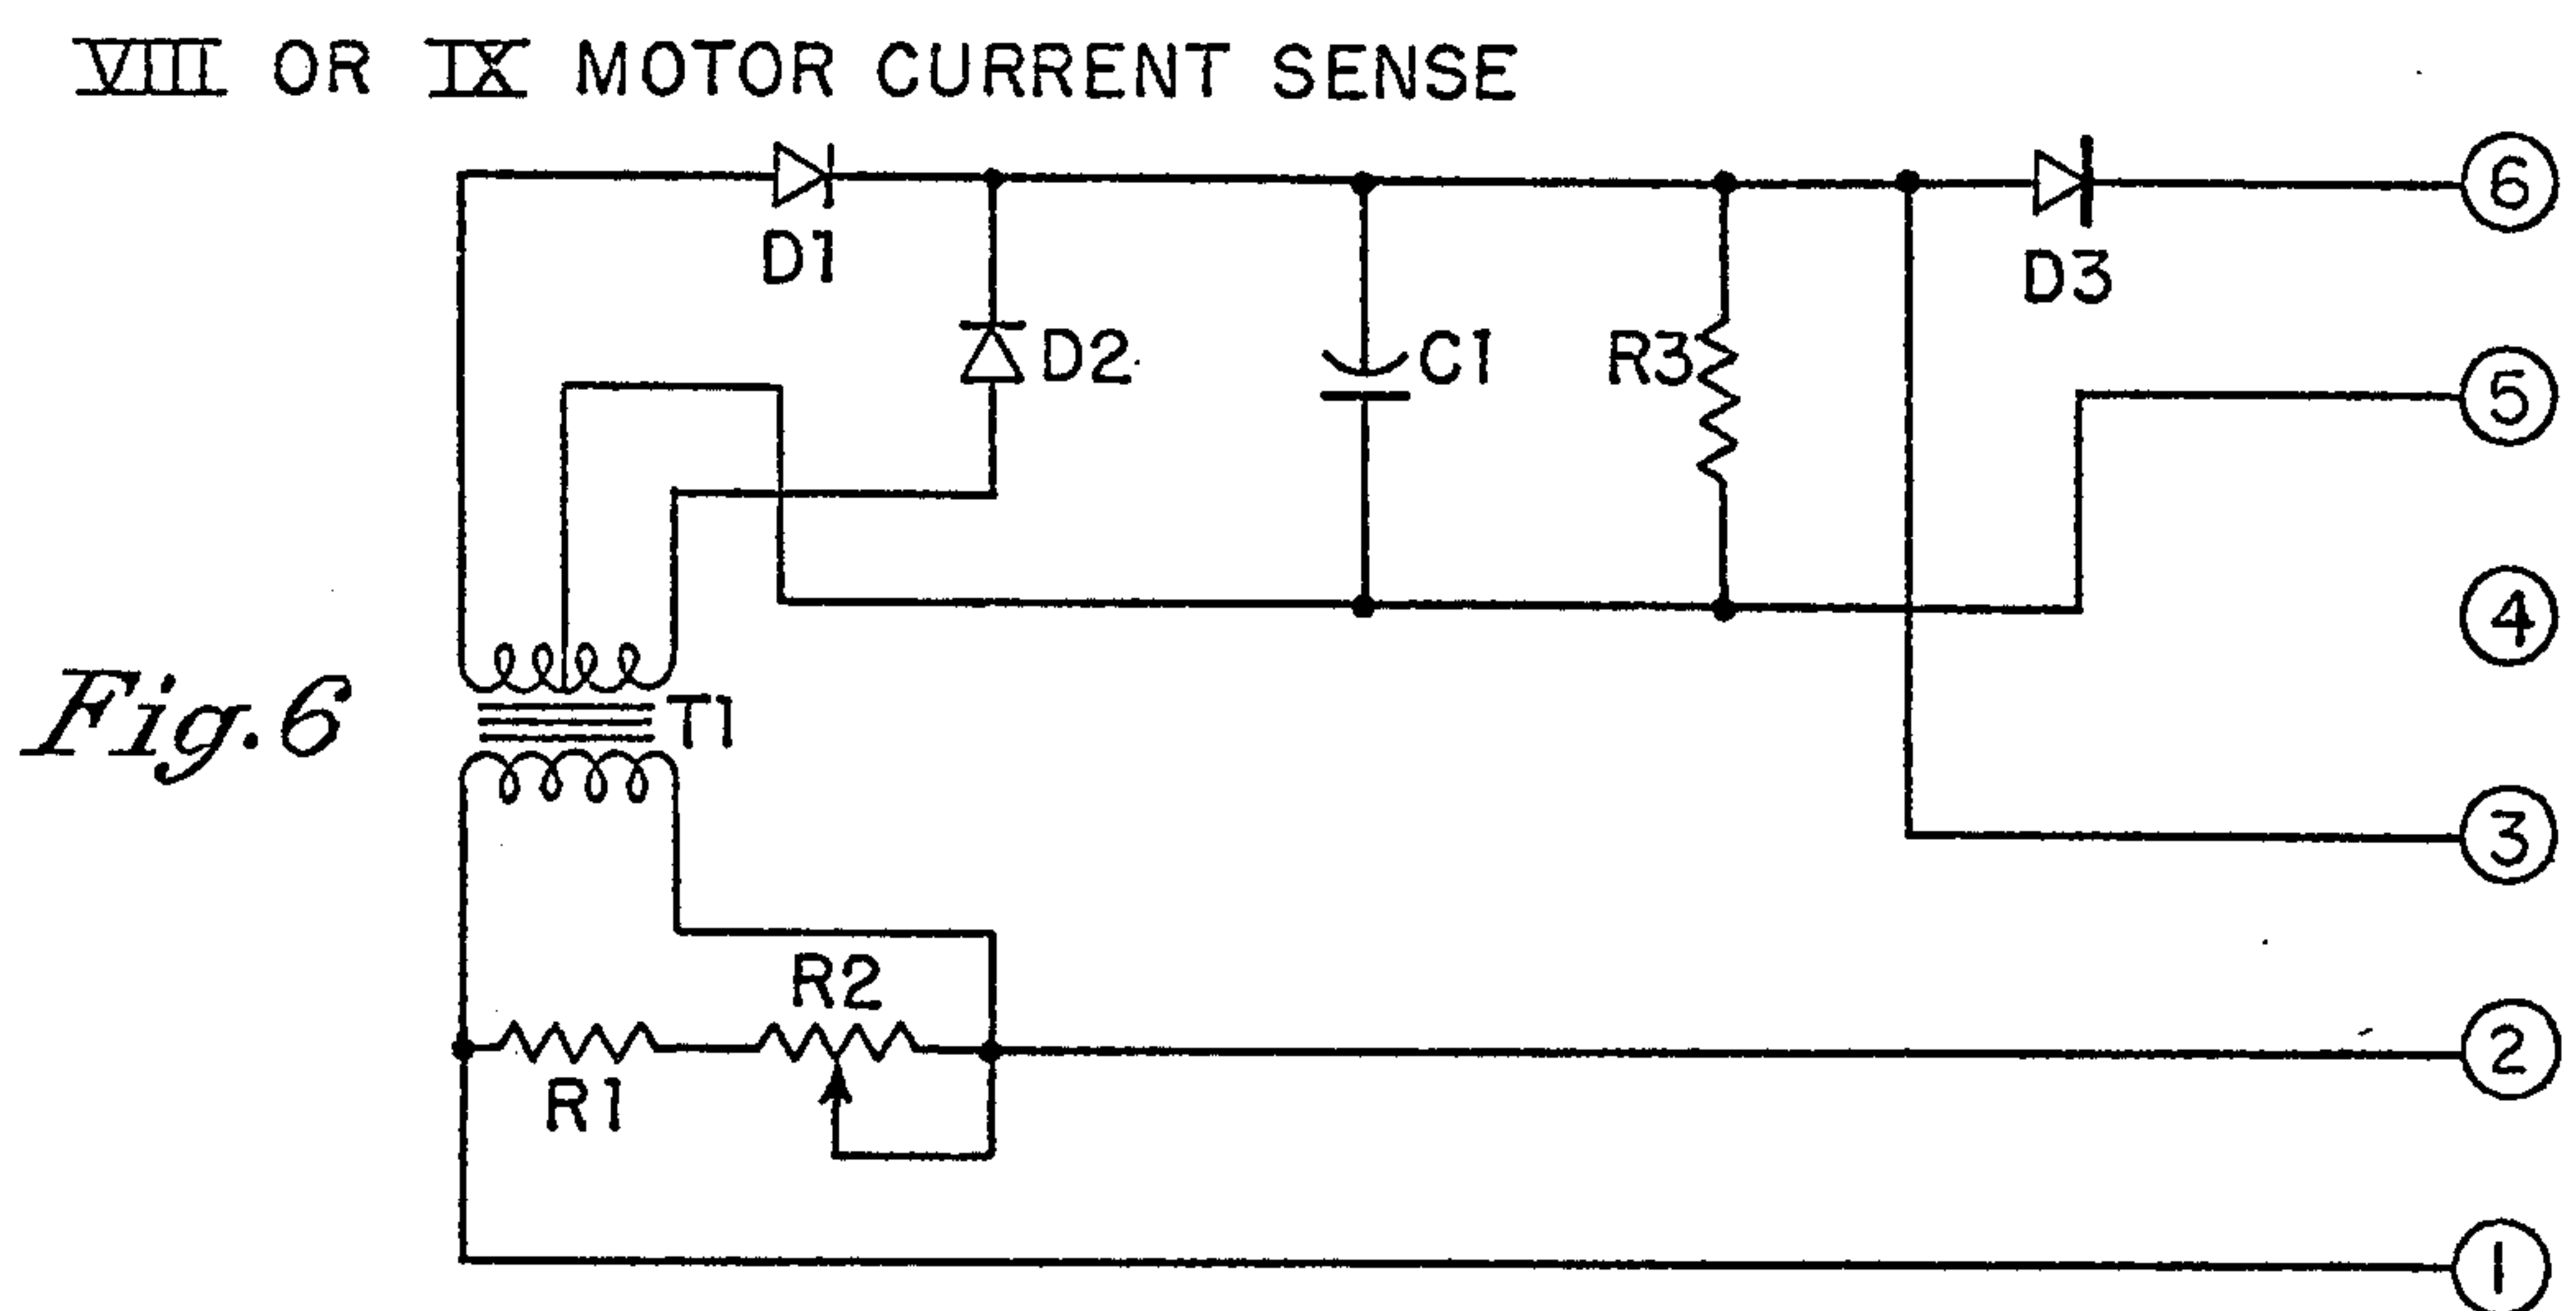 VIII OR IX MOTOR CURRENT SENSE
6
D1
D3
D2
C1
R3
5
4
Fig. 6
T1
3
R2
2
R1
1